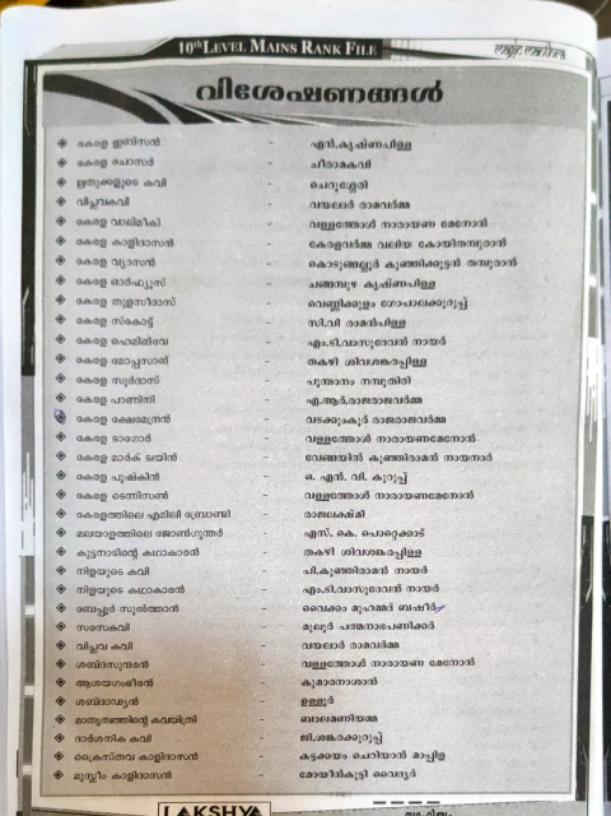 10th LEVEL MAINS RANK FILE
വിശേഷണങ്ങൾ
കേരള ഇബ്സൻ - എൻ.കൃഷ്ണപിള്ള
കേരള ചോസർ - ചീരാമകവി
ഋതുക്കളുടെ കവി - ചെറുശ്ശേരി
വിപ്ലവകവി - വയലാർ രാമവർമ്മ
കേരള വാല്മീകി - വള്ളത്തോൾ നാരായണ മേനോൻ
കേരള കാളിദാസൻ - കേരളവർമ്മ വലിയ കോയിതമ്പുരാൻ
കേരള വ്യാസൻ - കൊടുങ്ങല്ലൂർ കുഞ്ഞിക്കുട്ടൻ തമ്പുരാൻ
കേരള ഓർഫ്യൂസ് - ചങ്ങമ്പുഴ കൃഷ്ണപിള്ള
കേരള തുളസീദാസ് - വെണ്ണിക്കുളം ഗോപാലക്കുറുപ്പ്
കേരള സ്കോട്ട് - സി.വി രാമൻപിള്ള
കേരള ഹെമിങ്‌വേ - എം.ടി.വാസുദേവൻ നായർ
കേരള മോപ്പസാങ് - തകഴി ശിവശങ്കരപ്പിള്ള
കേരള സൂർദാസ് - പൂന്താനം നമ്പൂതിരി
കേരള പാണിനി - എ.ആർ.രാജരാജവർമ്മ
കേരള ക്ഷേമേന്ദ്രൻ - വടക്കുംകൂർ രാജരാജവർമ്മ
കേരള ടാഗോർ - വള്ളത്തോൾ നാരായണമേനോൻ
കേരള മാർക് ട്വയിൻ - വേങ്ങയിൽ കുഞ്ഞിരാമൻ നായനാർ
കേരള പുഷ്കിൻ - ഒ. എൻ. വി. കുറുപ്പ്
കേരള ടെന്നിസൺ - വള്ളത്തോൾ നാരായണമേനോൻ
കേരളത്തിലെ എമിലി ബ്രോണ്ടി - രാജലക്ഷ്മി
മലയാളത്തിലെ ജോൺഗുന്തർ - എസ്. കെ. പൊറ്റെക്കാട്
കുട്ടനാടിന്റെ കഥാകാരൻ - തകഴി ശിവശങ്കരപ്പിള്ള
നിളയുടെ കവി - പി.കുഞ്ഞിരാമൻ നായർ
നിളയുടെ കഥാകാരൻ - എം.ടി.വാസുദേവൻ നായർ
ബേപ്പൂർ സുൽത്താൻ - വൈക്കം മുഹമ്മദ് ബഷീർ
സരസകവി - മൂലൂർ പത്മനാഭപണിക്കർ
വിപ്ലവ കവി - വയലാർ രാമവർമ്മ
ശബ്ദസുന്ദരൻ - വള്ളത്തോൾ നാരായണ മേനോൻ
ആശയഗംഭീരൻ - കുമാരനാശാൻ
ശബ്ദാഢ്യൻ - ഉള്ളൂർ
മാതൃത്വത്തിന്റെ കവയിത്രി - ബാലമണിയമ്മ
ദാർശനിക കവി - ജി.ശങ്കരക്കുറുപ്പ്
ക്രൈസ്തവ കാളിദാസൻ - കട്ടക്കയം ചെറിയാൻ മാപ്പിള
മുസ്ലീം കാളിദാസൻ - മോയിൻകുട്ടി വൈദ്യർ
LAKSHYA